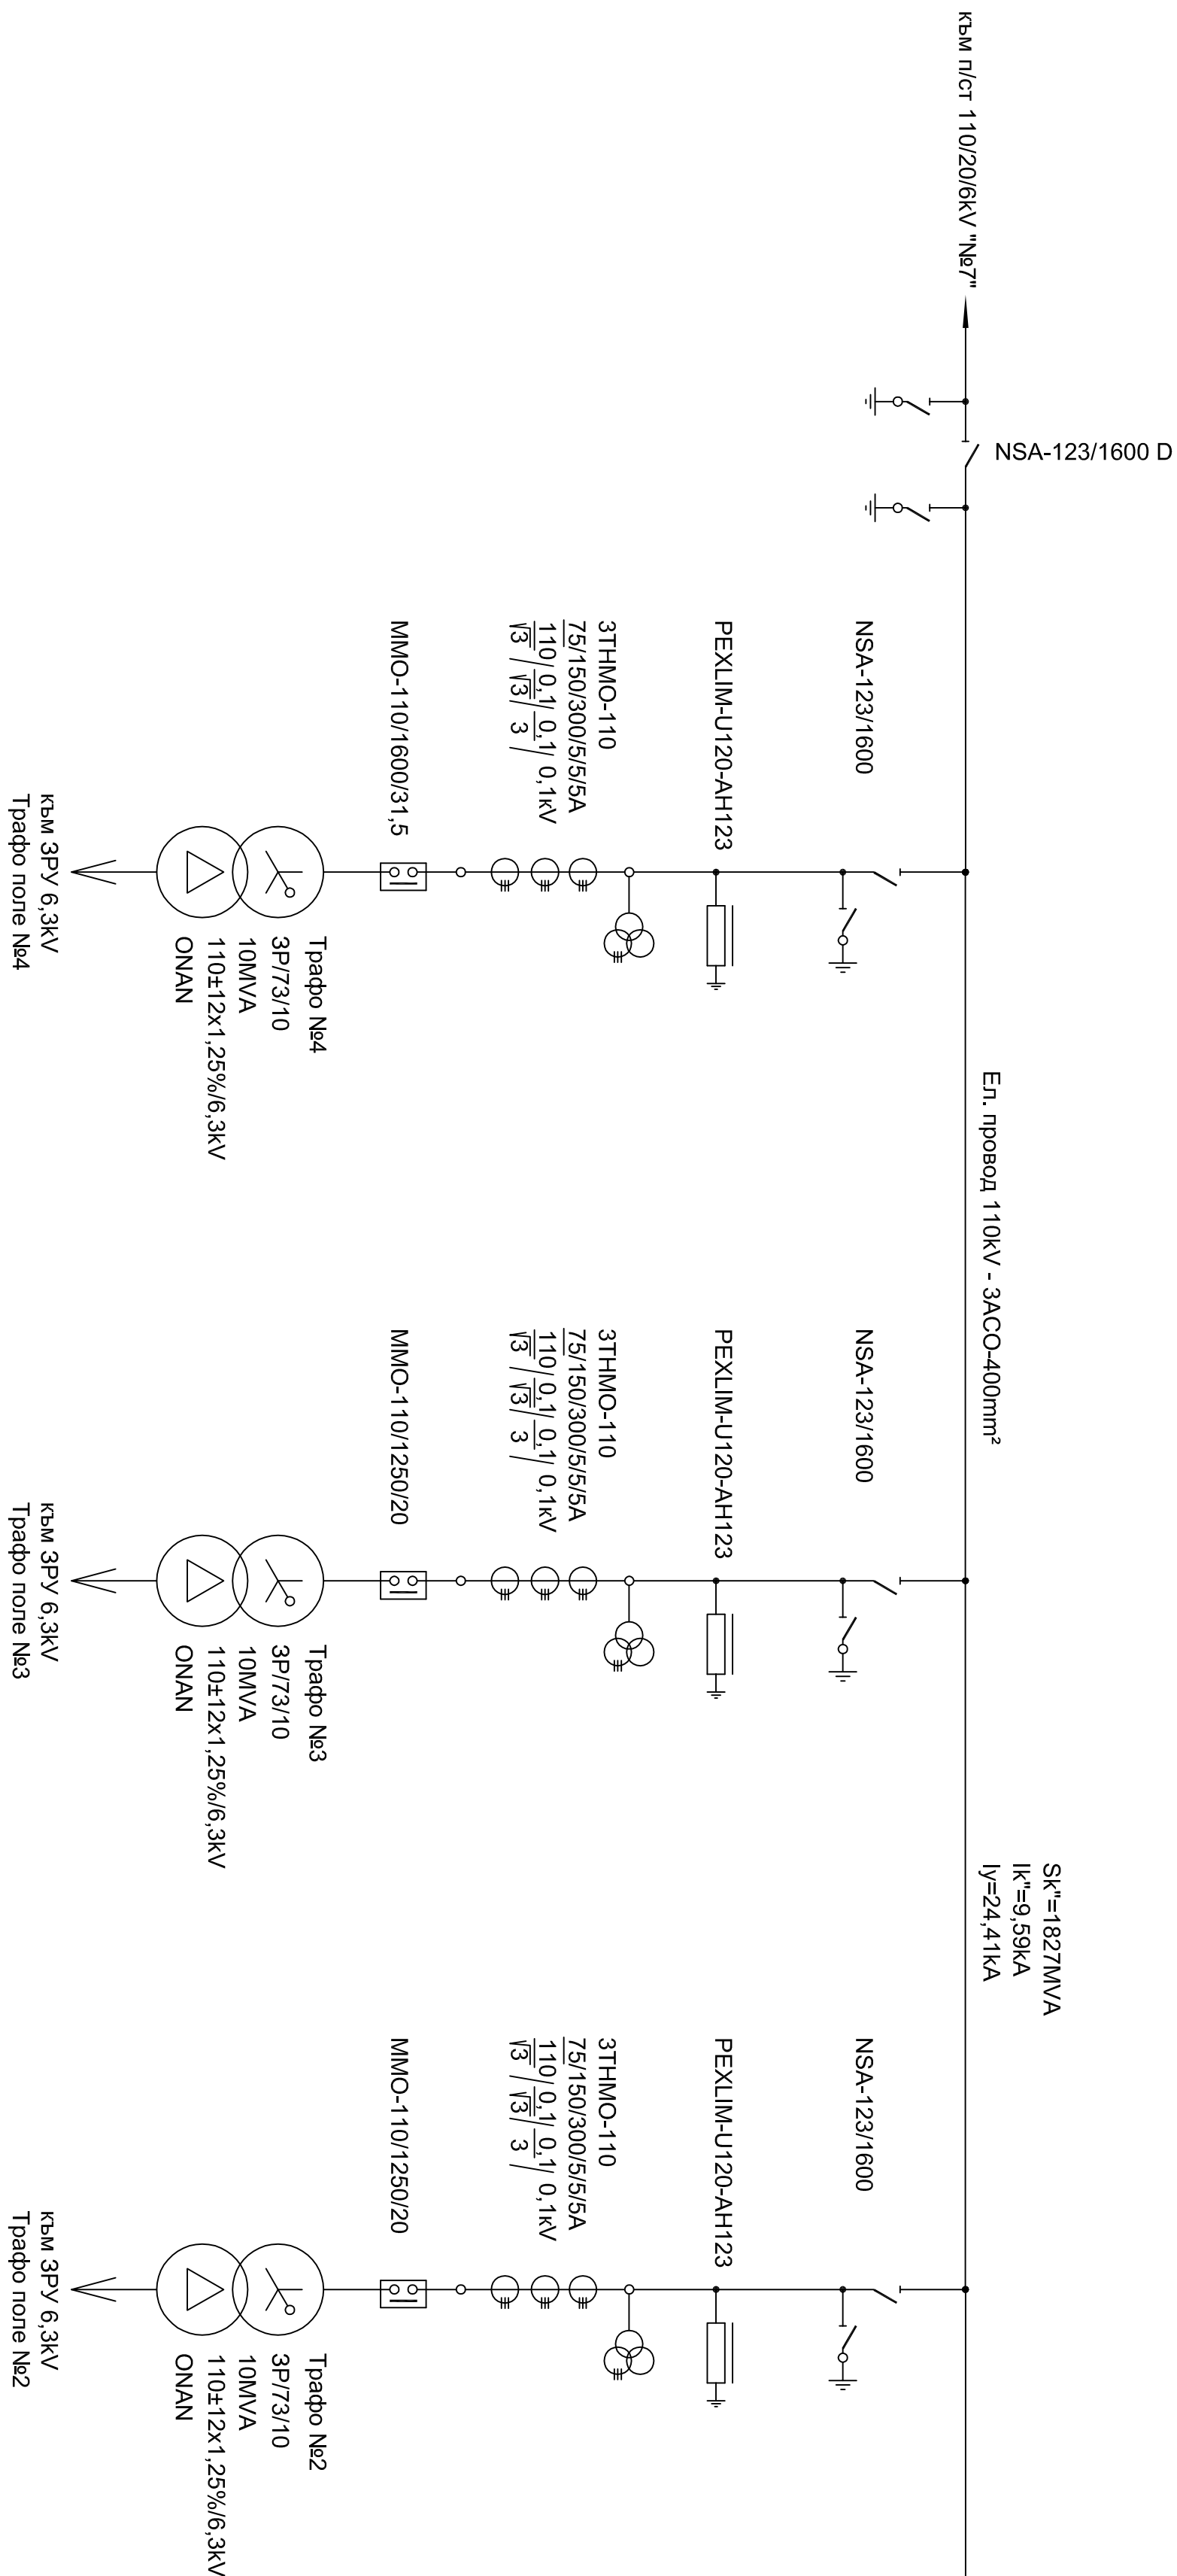 към п/ст 110/20/6kV "№7"
NSA-123/1600 D
Ел. провод 110kV - 3АСО-400mm²
Sk"=1827MVA
Ik"=9,59kA
Iy=24,41kA
NSA-123/1600
PEXLIM-U120-AH123
3ТНМО-110
75/150/300/5/5/5A
110/ 0,1/ 0,1/ 0,1кV
√3 / √3/ 3 /
ММО-110/1600/31,5
Трафо №4
3Р/73/10
10MVA
110±12x1,25%/6,3kV
ONAN
към ЗРУ 6,3kV
Трафо поле №4
NSA-123/1600
PEXLIM-U120-AH123
3ТНМО-110
75/150/300/5/5/5A
110/ 0,1/ 0,1/ 0,1кV
√3 / √3/ 3 /
ММО-110/1250/20
Трафо №3
3Р/73/10
10MVA
110±12x1,25%/6,3kV
ONAN
към ЗРУ 6,3kV
Трафо поле №3
NSA-123/1600
PEXLIM-U120-AH123
3ТНМО-110
75/150/300/5/5/5A
110/ 0,1/ 0,1/ 0,1кV
√3 / √3/ 3 /
ММО-110/1250/20
Трафо №2
3Р/73/10
10MVA
110±12x1,25%/6,3kV
ONAN
към ЗРУ 6,3kV
Трафо поле №2